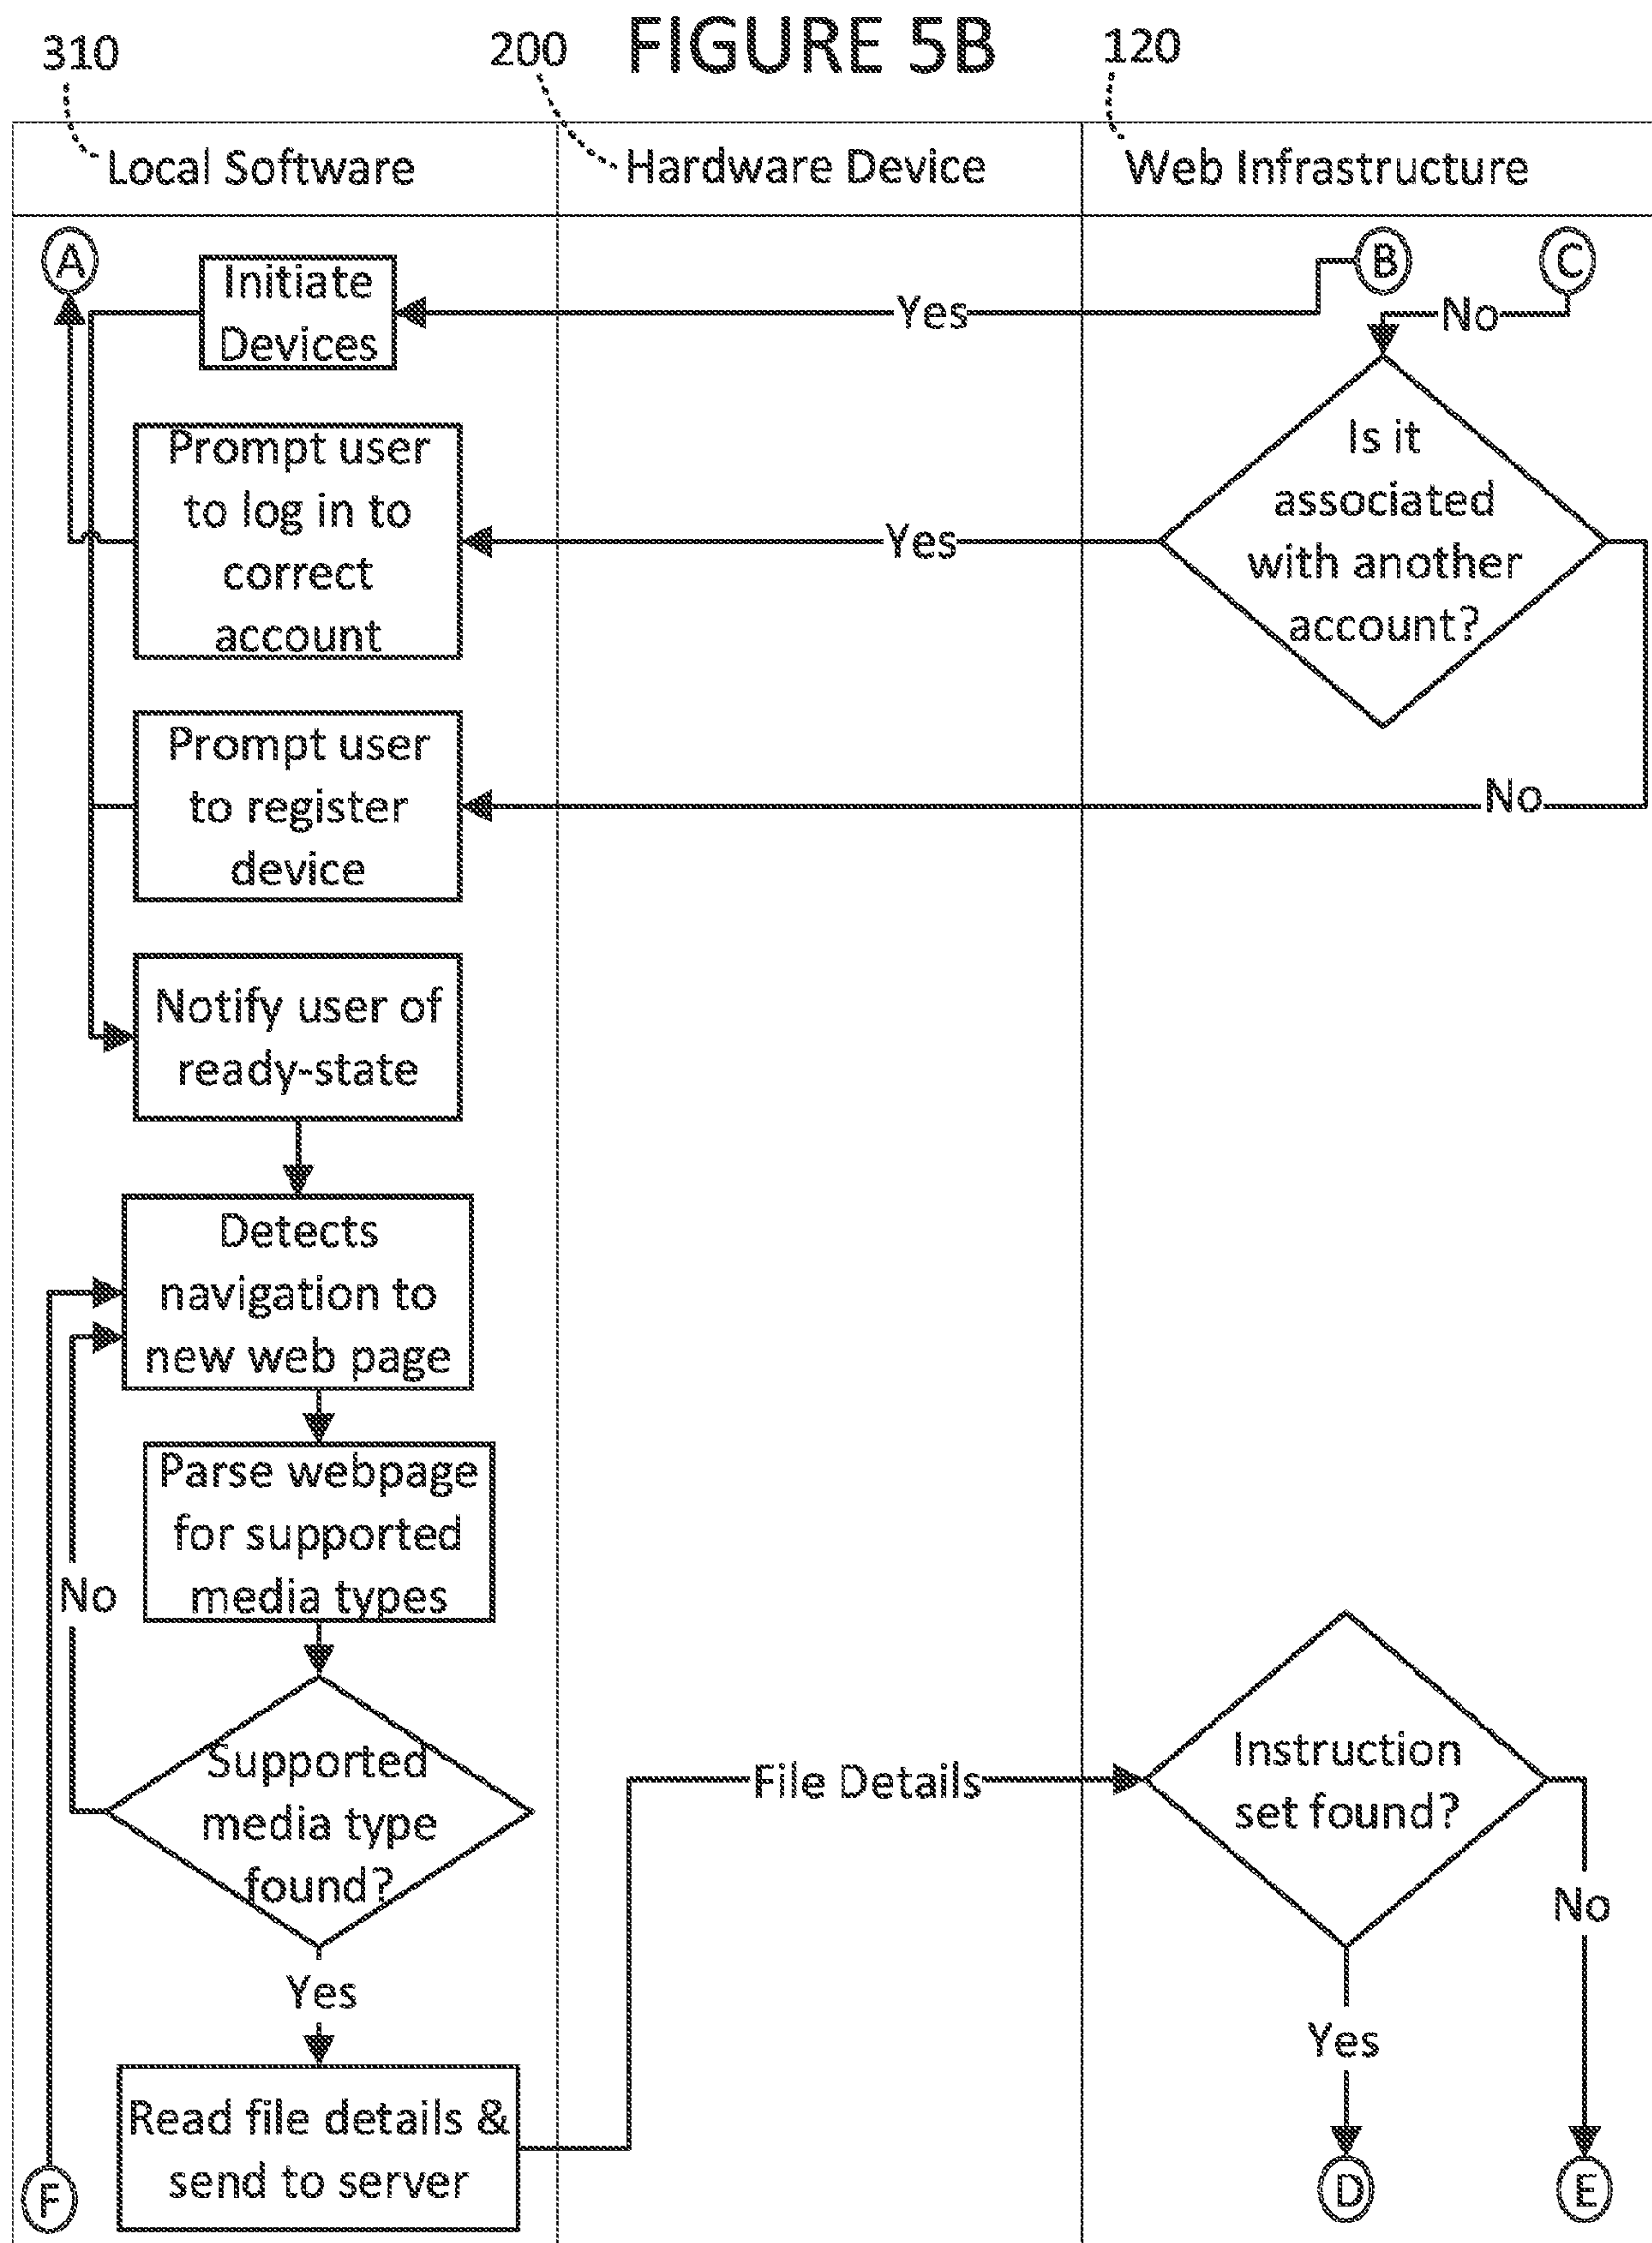 FIGURE 5B
310
200
120
Local Software
Hardware Device
Web Infrastructure
A
B
C
Initiate
Devices
Yes
No
Is it
associated
with another
account?
Prompt user
to log in to
correct
account
Yes
Prompt user
to register
device
No
Notify user of
ready-state
Detects
navigation to
new web page
Parse webpage
for supported
media types
No
Supported
media type
found?
File Details
Instruction
set found?
No
Yes
Yes
Read file details &
send to server
F
D
E